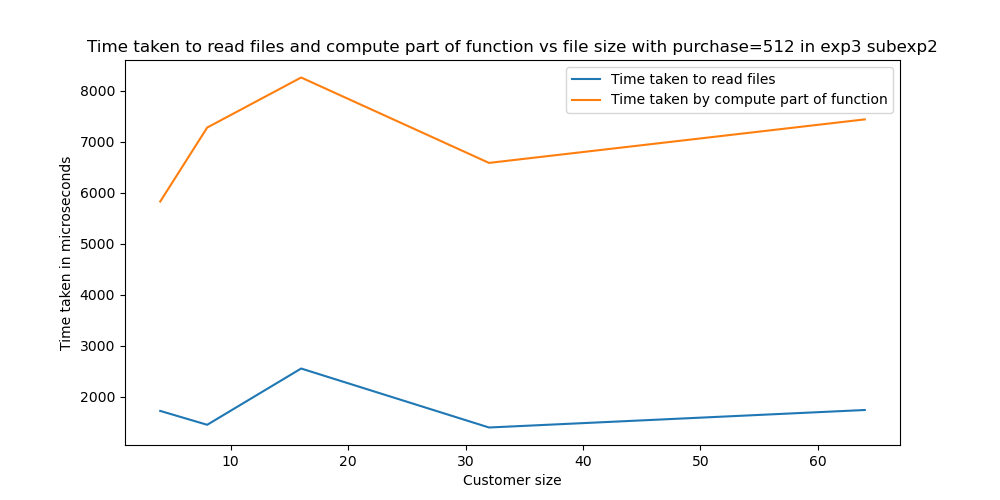 Time taken to read files and compute part of function vs file size with purchase=512 in exp3 subexp2
Time taken to read files
Time taken by compute part of function
8000
7000
6000
5000
4000
3000
2000
Time taken in microseconds
10 20 30 40 50 60
Customer size